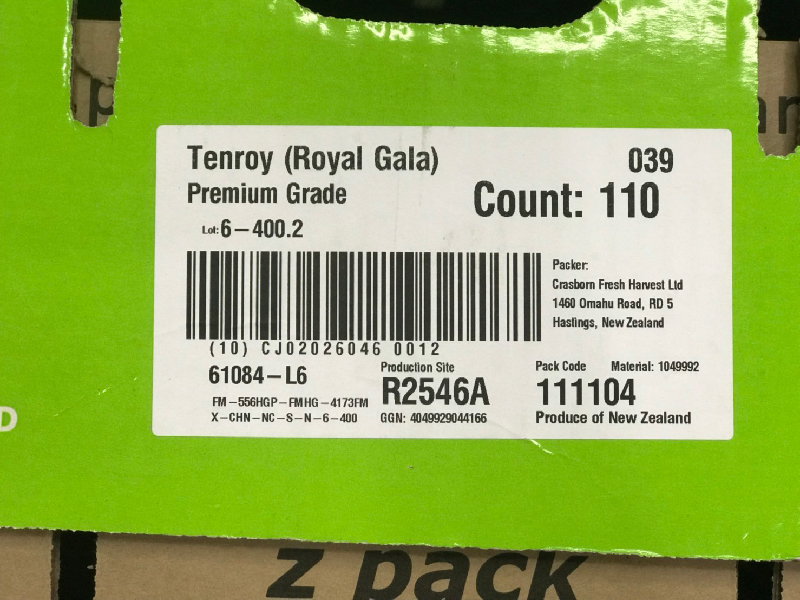 Tenroy (Royal Gala)
039
Premium Grade
Count: 110
Lot: 6-400.2
Packer:
Crasborn Fresh Harvest Ltd
1460 Omahu Road, RD 5
Hastings, New Zealand
(10) CJ02026046 0012
61084-L6
Production Site
R2546A
Pack Code
Material: 1049992
111104
FM-556HGP-FMHG-4173FM
X-CHN-NC-S-N-6-400
GGN: 4049929044166
Produce of New Zealand
D
z pack